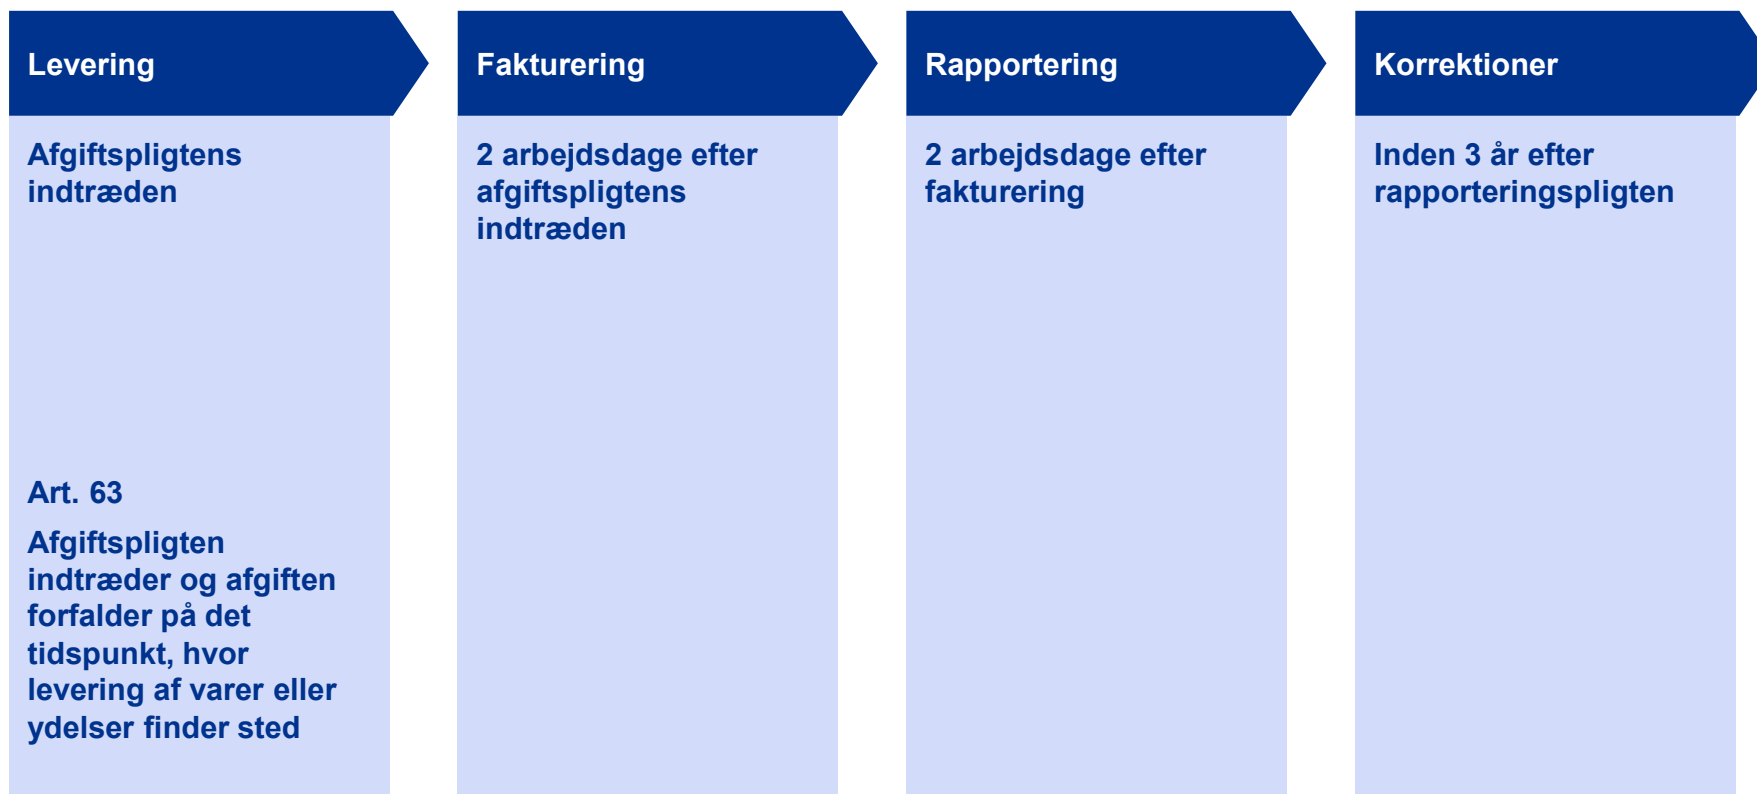 Levering
Afgiftspligtens
indtræden
Art. 63
Afgiftspligten
indtræder og afgiften
forfalder på det
tidspunkt, hvor
levering af varer eller
ydelser finder sted
Fakturering
2 arbejdsdage efter
afgiftspligtens
indtræden
Rapportering
2 arbejdsdage efter
fakturering
Korrektioner
Inden 3 år efter
rapporteringspligten